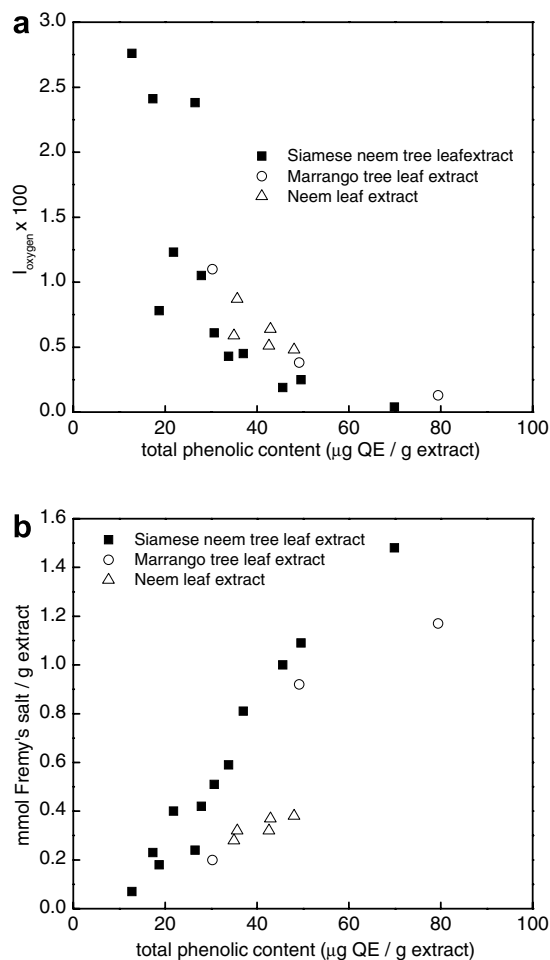 a
3.0
2.5
2.0
1.5
1.0
0.5
0.0
I oxygen x 100
Siamese neem tree leafextract
Marrango tree leaf extract
Neem leaf extract
0 20 40 60 80 100
total phenolic content (μg QE / g extract)
b
1.6
1.4
1.2
1.0
0.8
0.6
0.4
0.2
0.0
mmol Fremy's salt / g extract
Siamese neem tree leaf extract
Marrango tree leaf extract
Neem leaf extract
0 20 40 60 80 100
total phenolic content (μg QE / g extract)